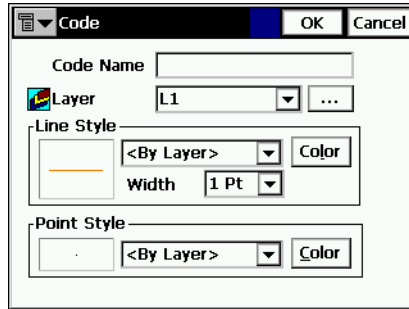 Code OK Cancel
Code Name
Layer L1 ...
Line Style
<By Layer> Color
Width 1 Pt
Point Style
<By Layer> Color